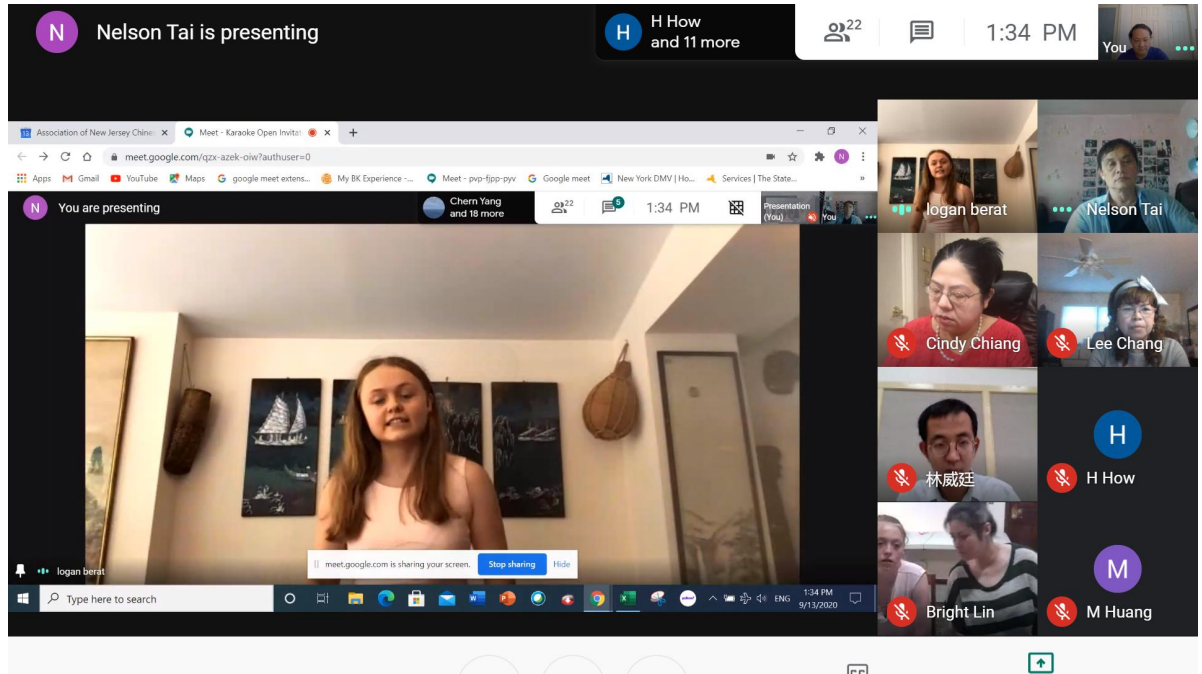 N
Nelson Tai is presenting
H
H How
and 11 more
22
1:34 PM
You
Association of New Jersey Chine
Meet - Karaoke Open Invitat
meet.google.com/qzx-azek-oiw?authuser=0
N
Apps
Gmail
YouTube
Maps
google meet extens...
My BK Experience -...
Meet - pvp-fjpp-pyv
Google meet
New York DMV | Ho...
Services | The State...
N
You are presenting
Chern Yang
and 18 more
22
5
1:34 PM
Presentation
(You)
You
logan berat
meet.google.com is sharing your screen.
Stop sharing
Hide
Type here to search
ENG
1:34 PM
9/13/2020
logan berat
Nelson Tai
Cindy Chiang
Lee Chang
林威廷
H
H How
Bright Lin
M
M Huang